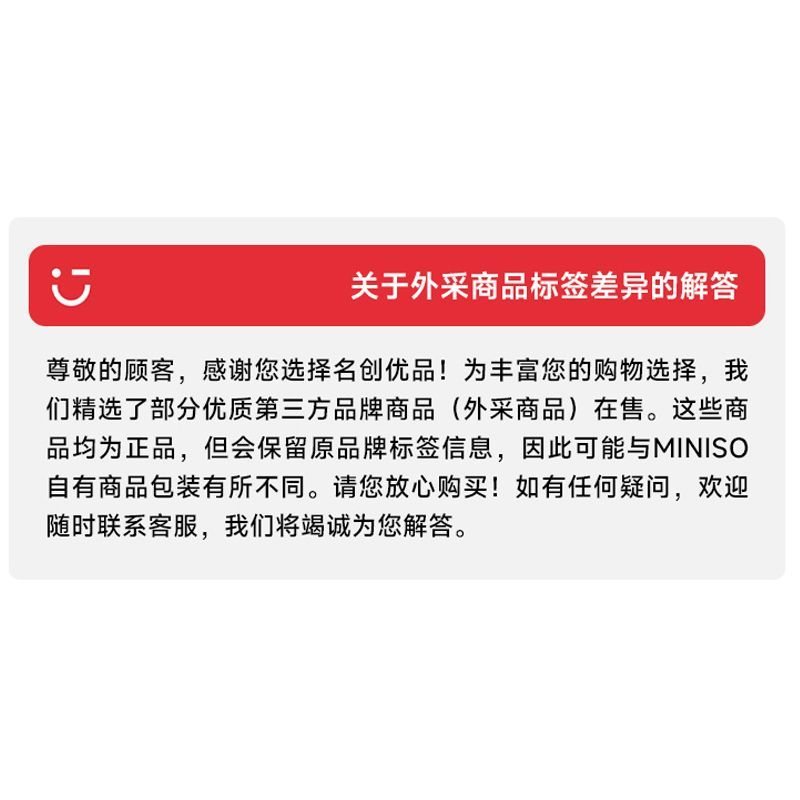 关于外采商品标签差异的解答
尊敬的顾客，感谢您选择名创优品！为丰富您的购物选择，我
们精选了部分优质第三方品牌商品（外采商品）在售。这些商
品均为正品，但会保留原品牌标签信息，因此可能与MINISO
自有商品包装有所不同。请您放心购买！如有任何疑问，欢迎
随时联系客服，我们将竭诚为您解答。